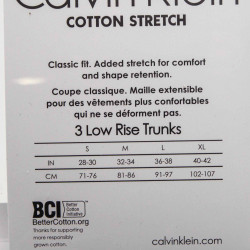 Calvin Klein
COTTON STRETCH
Classic fit. Added stretch for comfort
and shape retention.
Coupe classique. Maille extensible
pour des vêtements plus confortables
qui ne se déforment pas.
3 Low Rise Trunks
S M L XL
IN 28-30 32-34 36-38 40-42
CM 71-76 81-86 91-97 102-107
BCI Better Cotton Initiative
BetterCotton.org
Thanks for supporting
more responsibly
grown cotton.
calvinklein.com